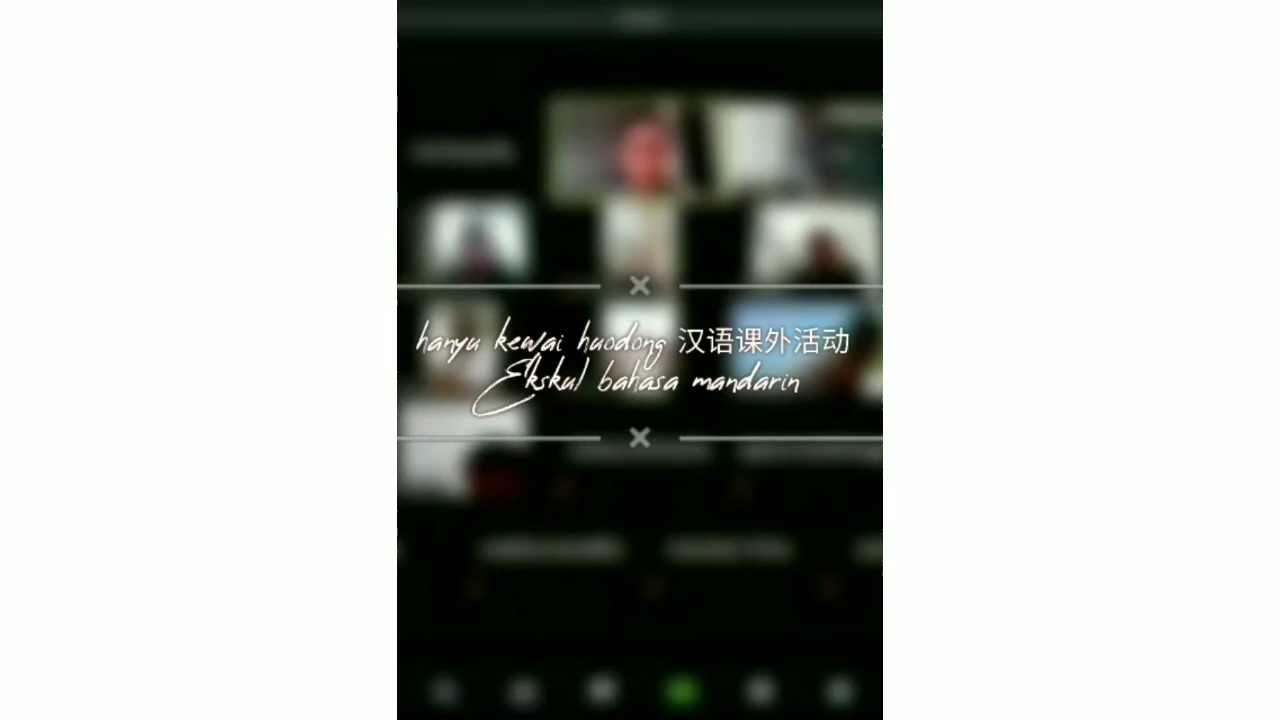 hanyu kewai huodong 汉语课外活动
Ekskul bahasa mandarin